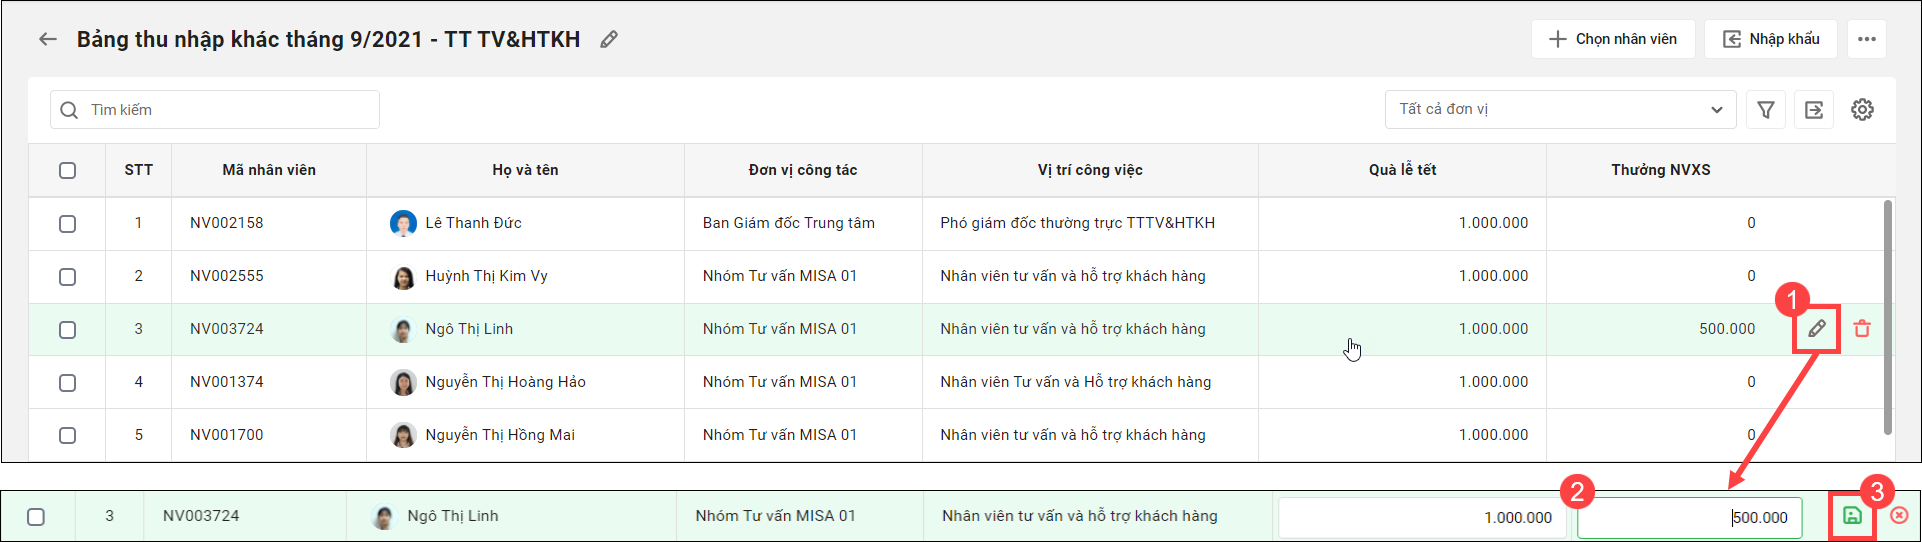 Bảng thu nhập khác tháng 9/2021 - TT TV&HTKH
Chọn nhân viên
Nhập khẩu
Tìm kiếm
Tất cả đơn vị
STT Mã nhân viên Họ và tên Đơn vị công tác Vị trí công việc Quà lễ tết Thưởng NVXS
1 NV002158 Lê Thanh Đức Ban Giám đốc Trung tâm Phó giám đốc thường trực TTTV&HTKH 1.000.000 0
2 NV002555 Huỳnh Thị Kim Vy Nhóm Tư vấn MISA 01 Nhân viên tư vấn và hỗ trợ khách hàng 1.000.000 0
1
3 NV003724 Ngô Thị Linh Nhóm Tư vấn MISA 01 Nhân viên tư vấn và hỗ trợ khách hàng 1.000.000 500.000
4 NV001374 Nguyễn Thị Hoàng Hảo Nhóm Tư vấn MISA 01 Nhân viên Tư vấn và Hỗ trợ khách hàng 1.000.000 0
5 NV001700 Nguyễn Thị Hồng Mai Nhóm Tư vấn MISA 01 Nhân viên tư vấn và hỗ trợ khách hàng 1.000.000 0
2 3
3 NV003724 Ngô Thị Linh Nhóm Tư vấn MISA 01 Nhân viên tư vấn và hỗ trợ khách hàng 1.000.000 500.000